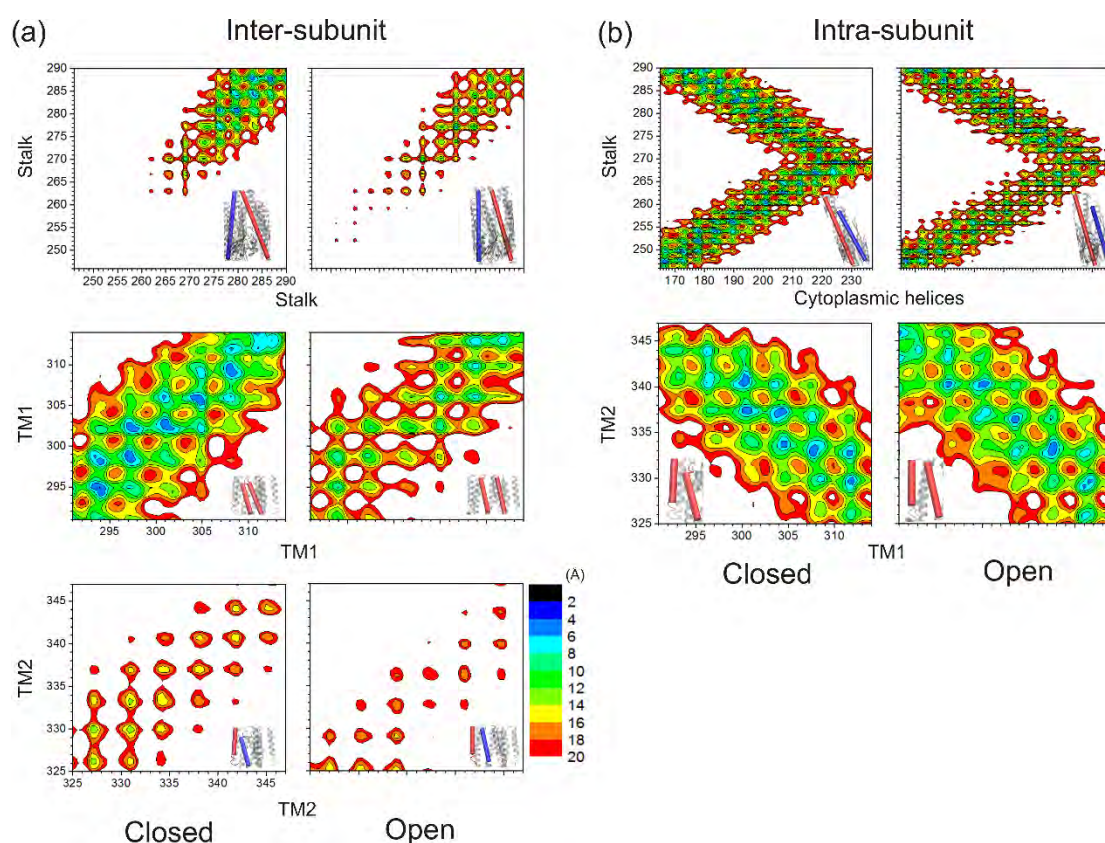 (a) Inter-subunit
(b) Intra-subunit
Stalk
290
285
280
275
270
265
260
255
250
250 255 260 265 270 275 280 285 290
Stalk
Stalk
290
285
280
275
270
265
260
255
250
170 180 190 200 210 220 230
Cytoplasmic helices
TM1
310
305
300
295
295 300 305 310
TM1
TM2
345
340
335
330
325
295 300 305 310
TM1
Closed Open
TM2
345
340
335
330
325
325 330 335 340 345
TM2
(A)
2
4
6
8
10
12
14
16
18
20
Closed Open